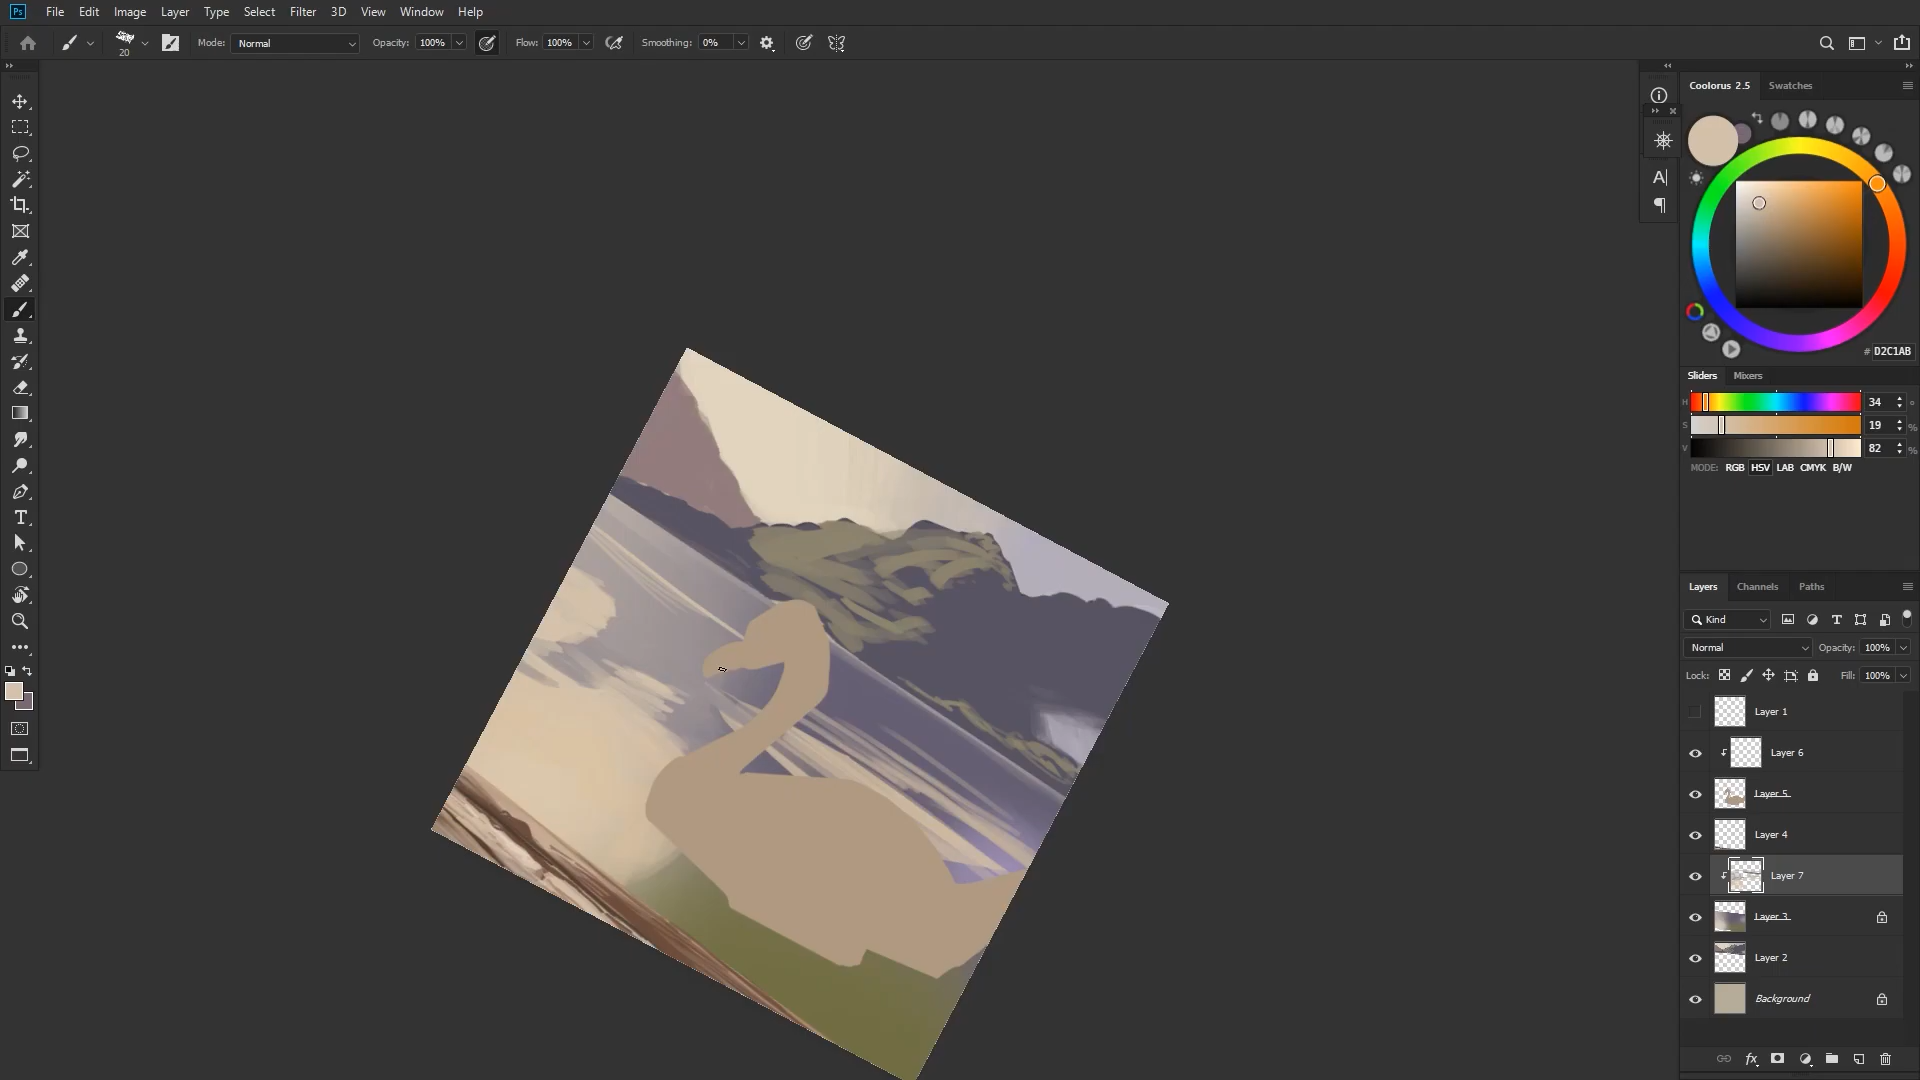 Ps File Edit Image Layer Type Select Filter 3D View Window Help
20 Mode: Normal Opacity: 100% Flow: 100% Smoothing: 0%
Coolorus 2.5 Swatches
# D2C1AB
Sliders Mixers
H 34 °
S 19 %
V 82 %
MODE: RGB HSV LAB CMYK B/W
Layers Channels Paths
Kind
Normal Opacity: 100%
Lock: Fill: 100%
Layer 1
Layer 6
Layer 5
Layer 4
Layer 7
Layer 3
Layer 2
Background